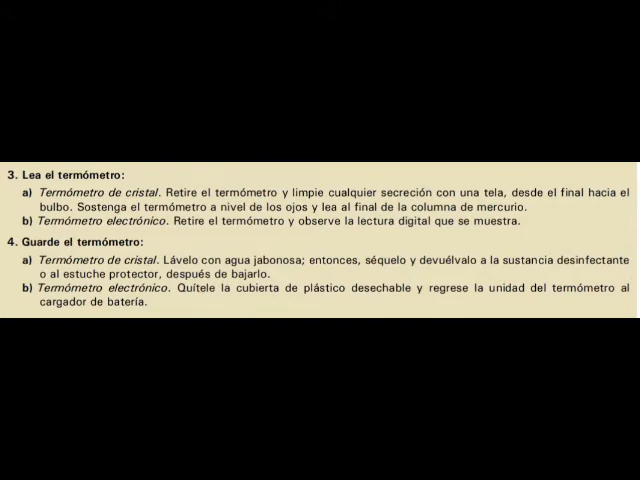 3. Lea el termómetro:
a) Termómetro de cristal. Retire el termómetro y limpie cualquier secreción con una tela, desde el final hacia el
bulbo. Sostenga el termómetro a nivel de los ojos y lea al final de la columna de mercurio.
b) Termómetro electrónico. Retire el termómetro y observe la lectura digital que se muestra.
4. Guarde el termómetro:
a) Termómetro de cristal. Lávelo con agua jabonosa; entonces, séquelo y devuélvalo a la sustancia desinfectante
o al estuche protector, después de bajarlo.
b) Termómetro electrónico. Quítele la cubierta de plástico desechable y regrese la unidad del termómetro al
cargador de batería.